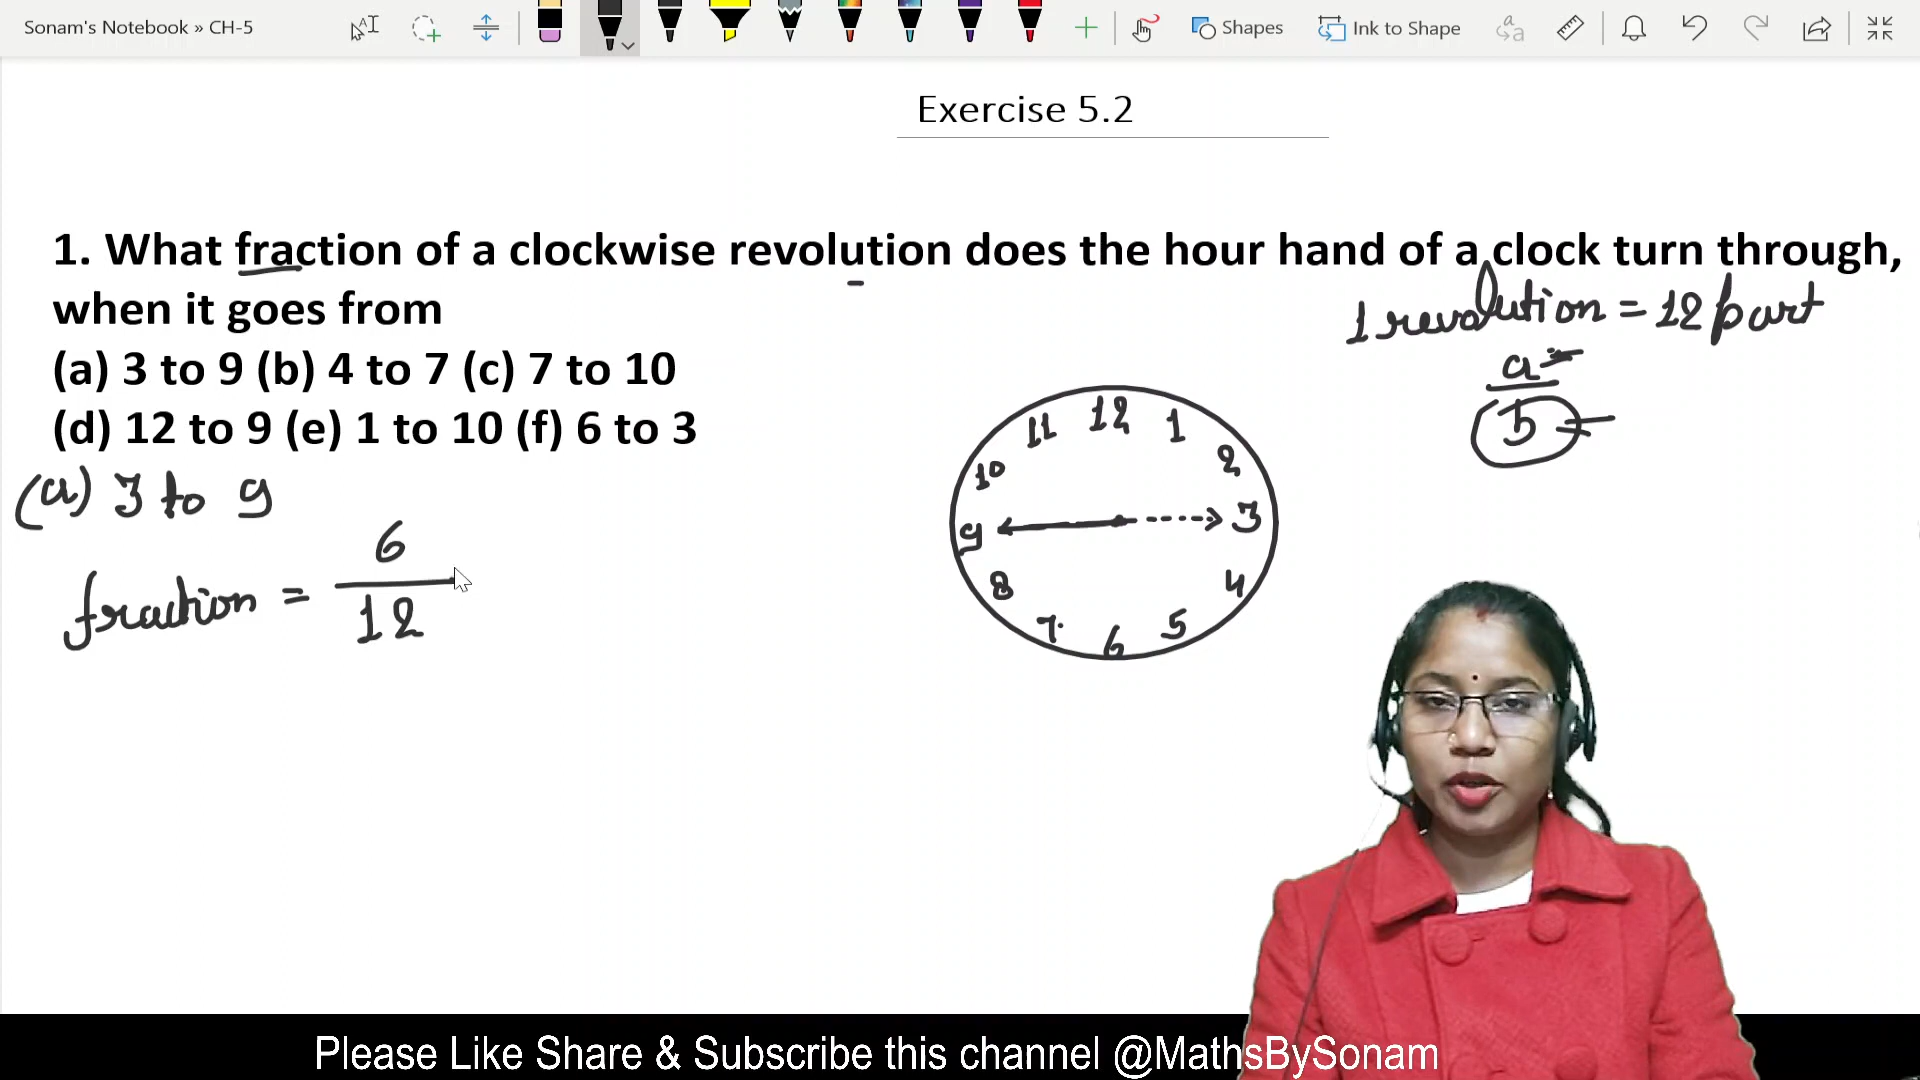 Sonam's Notebook » CH-5
Shapes
Ink to Shape
Exercise 5.2
1. What fraction of a clockwise revolution does the hour hand of a clock turn through,
when it goes from
1 revolution = 12 part
(a) 3 to 9 (b) 4 to 7 (c) 7 to 10
a
b
(d) 12 to 9 (e) 1 to 10 (f) 6 to 3
(a) 3 to 9
fraction = 6
12
11 12 1
10 2
9 3
8 4
7 6 5
Please Like Share & Subscribe this channel @MathsBySonam